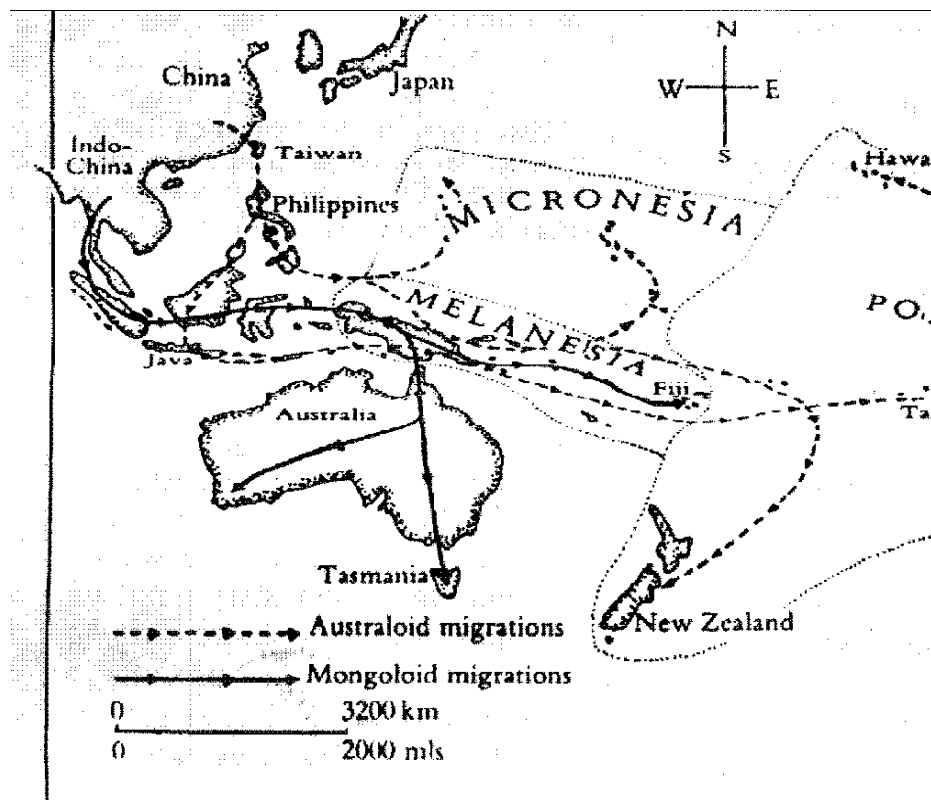 N
China
Japan
W
E
S
Indo-
China
Taiwan
Philippines
MICRONESIA
MELANESIA
Java
Fiji
Australia
Tasmania
New Zealand
Australoid migrations
Mongoloid migrations
0
3200 km
0
2000 mls